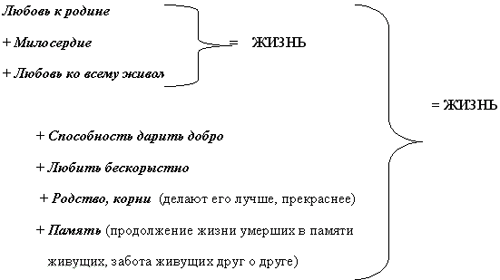 Любовь к родине
+ Милосердие = ЖИЗНЬ
+ Любовь ко всему живом
= ЖИЗНЬ
+ Способность дарить добро
+ Любить бескорыстно
+ Родство, корни (делают его лучше, прекраснее)
+ Память (продолжение жизни умерших в памяти
живущих, забота живущих друг о друге)